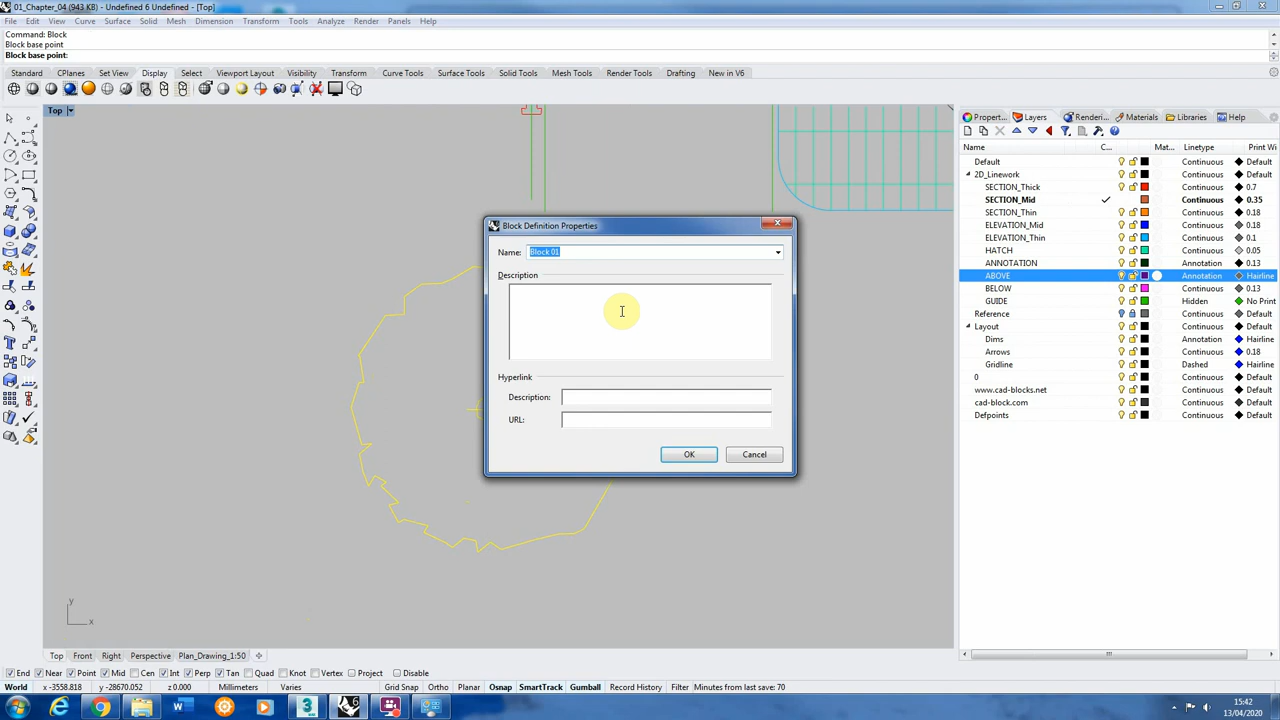 01_Chapter_04 (943 KB) - Undefined 6 Undefined - [Top]
File Edit View Curve Surface Solid Mesh Dimension Transform Tools Analyze Render Panels Help
Command: Block
Block base point
Block base point:
Standard CPlanes Set View Display Select Viewport Layout Visibility Transform Curve Tools Surface Tools Solid Tools Mesh Tools Render Tools Drafting New in V6
Top
Propert... Layers Renderi... Materials Libraries Help
Name C... Mat... Linetype Print Wi
Default Continuous Default
2D_Linework Continuous Default
SECTION_Thick Continuous 0.7
SECTION_Mid Continuous 0.35
SECTION_Thin Continuous 0.18
ELEVATION_Mid Continuous 0.18
ELEVATION_Thin Continuous 0.1
HATCH Continuous 0.05
ANNOTATION Annotation 0.13
ABOVE Annotation Hairline
BELOW Continuous 0.13
GUIDE Hidden No Print
Reference Continuous Default
Layout Continuous Default
Dims Annotation Hairline
Arrows Continuous 0.18
Gridline Dashed Hairline
0 Continuous Default
www.cad-blocks.net Continuous Default
cad-block.com Continuous Default
Defpoints Continuous Default
Block Definition Properties
Name: Block 01
Description
Hyperlink
Description:
URL:
OK Cancel
y
x
Top Front Right Perspective Plan_Drawing_1:50
End Near Point Mid Cen Int Perp Tan Quad Knot Vertex Project Disable
World x -3558.818 y -28670.052 z 0.000 Millimeters Varies Grid Snap Ortho Planar Osnap SmartTrack Gumball Record History Filter Minutes from last save: 70
15:42
13/04/2020